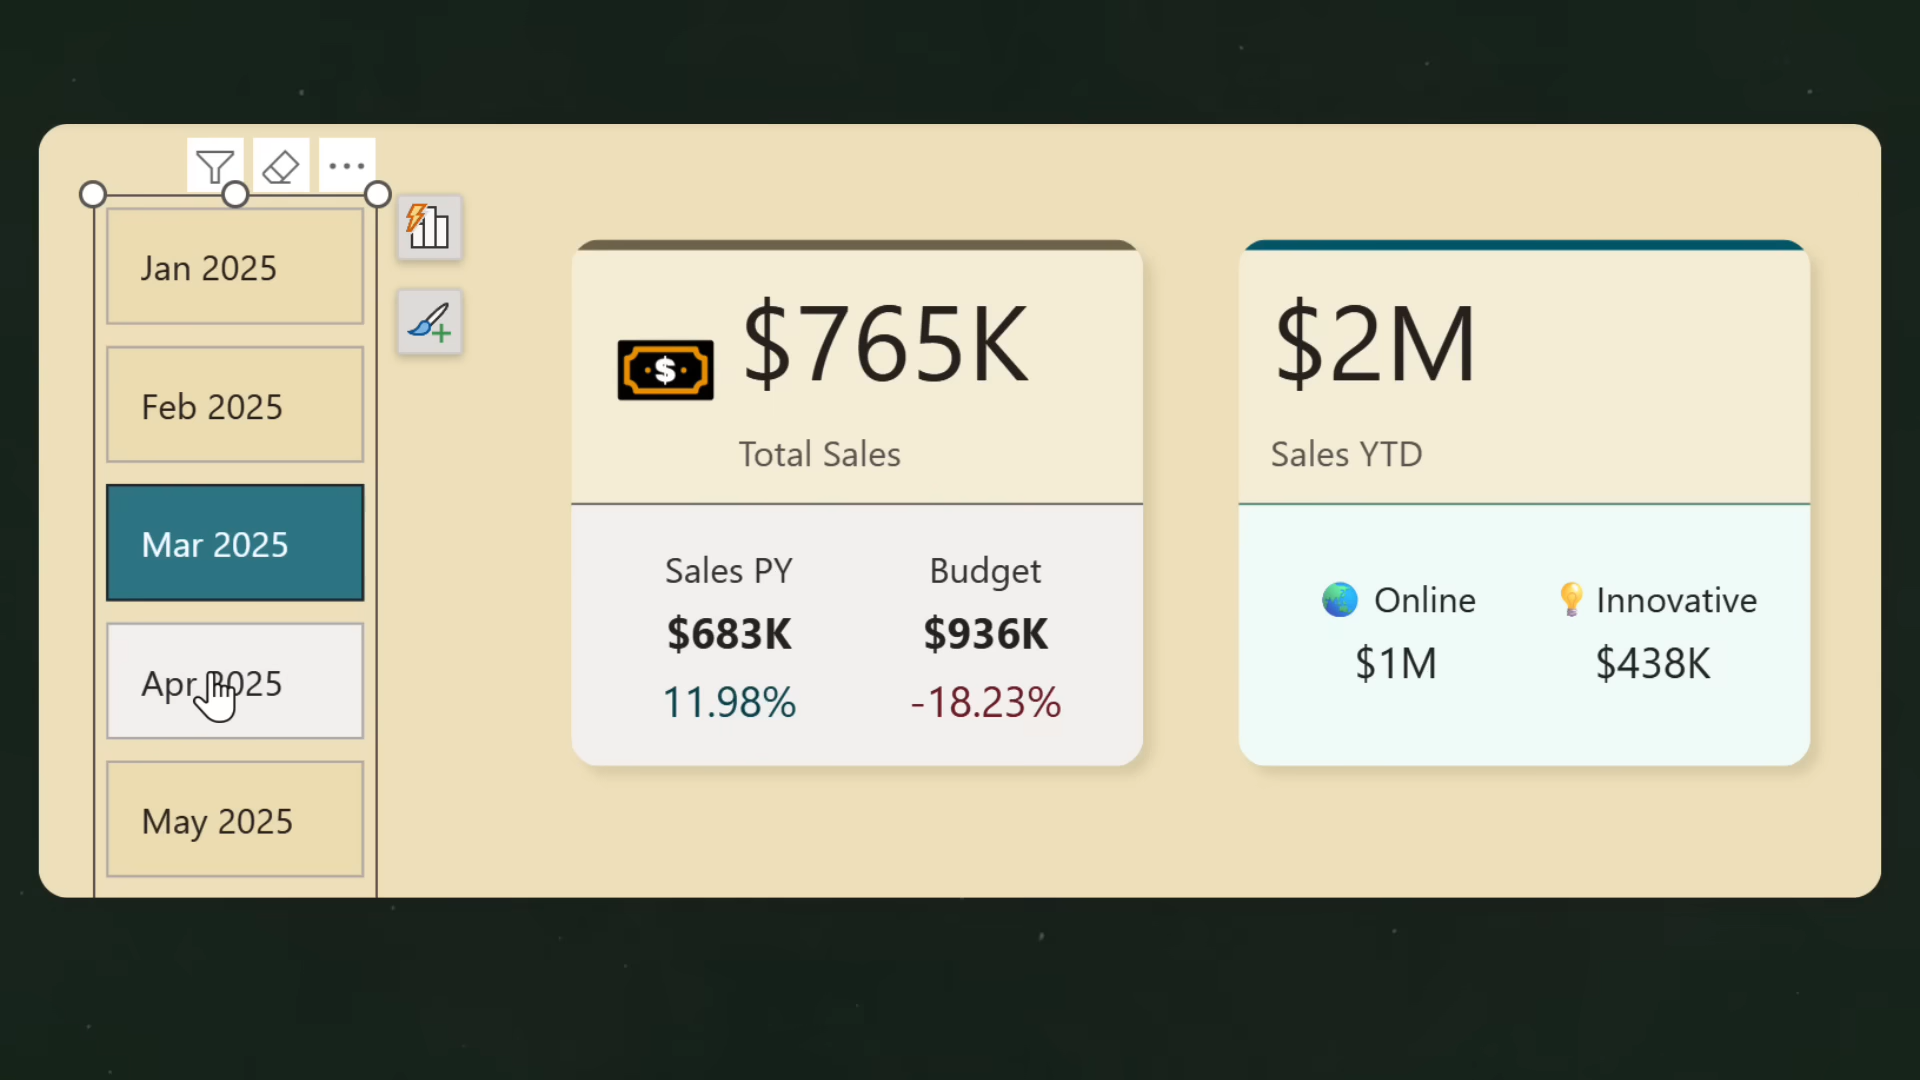 Jan 2025
Feb 2025
Mar 2025
Apr 2025
May 2025
$765K
Total Sales
Sales PY
$683K
11.98%
Budget
$936K
-18.23%
$2M
Sales YTD
Online
$1M
Innovative
$438K